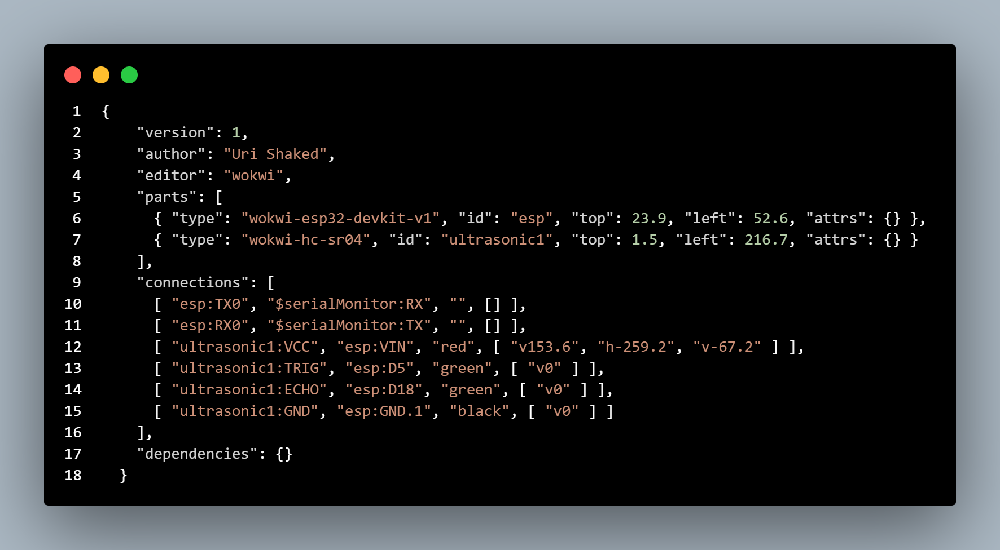 1 {
2 "version": 1,
3 "author": "Uri Shaked",
4 "editor": "wokwi",
5 "parts": [
6 { "type": "wokwi-esp32-devkit-v1", "id": "esp", "top": 23.9, "left": 52.6, "attrs": {} },
7 { "type": "wokwi-hc-sr04", "id": "ultrasonic1", "top": 1.5, "left": 216.7, "attrs": {} }
8 ],
9 "connections": [
10 [ "esp:TX0", "$serialMonitor:RX", "", [] ],
11 [ "esp:RX0", "$serialMonitor:TX", "", [] ],
12 [ "ultrasonic1:VCC", "esp:VIN", "red", [ "v153.6", "h-259.2", "v-67.2" ] ],
13 [ "ultrasonic1:TRIG", "esp:D5", "green", [ "v0" ] ],
14 [ "ultrasonic1:ECHO", "esp:D18", "green", [ "v0" ] ],
15 [ "ultrasonic1:GND", "esp:GND.1", "black", [ "v0" ] ]
16 ],
17 "dependencies": {}
18 }